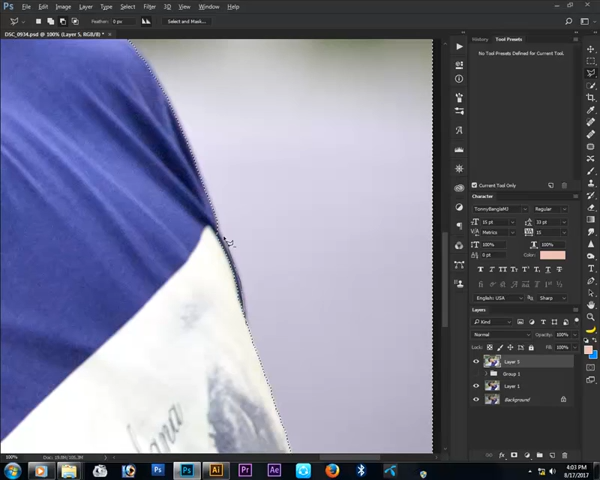 Ps File Edit Image Layer Type Select Filter 3D View Window Help
Feather: 0 px Select and Mask...
DSC_0934.psd @ 100% (Layer 5, RGB/8) *
History Tool Presets
No Tool Presets Defined for Current Tool.
Current Tool Only
Character
Regular
15 pt 33 pt
Metrics 15
100% 100%
0 pt Color:
English: USA Sharp
Layers
Kind
Normal Opacity: 100%
Lock: Fill: 100%
Layer 5
Group 1
Layer 1
Background
100%
4:03 PM
8/17/2017